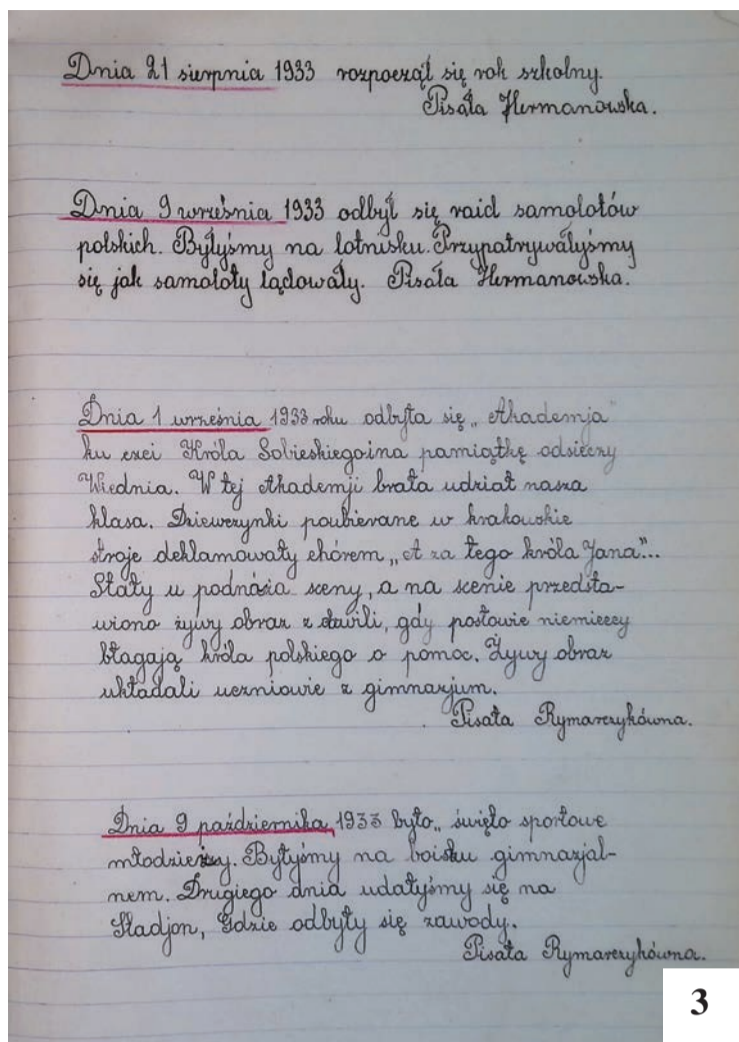 Dnia 21 sierpnia 1933 rozpoczął się rok szkolny.
Pisała Hermanowska.
Dnia 9 września 1933 odbył się raid samolotów
polskich. Byłyśmy na lotnisku. Przypatrywałyśmy
się jak samoloty lądowały. Pisała Hermanowska.
Dnia 1 września 1933 roku odbyta się „Akademja"
ku czci Króla Sobieskiego i na pamiątkę odsieczy
Wiednia. W tej Akademji brała udział nasza
klasa. Dziewczynki poubierane w krakowskie
stroje deklamowały chórem „A za tego króla Jana"...
Stały u podnóża sceny, a na scenie przedsta-
wiono żywy obraz z chwili, gdy posłowie niemieccy
błagają króla polskiego o pomoc. Żywy obraz
układali uczniowie z gimnazjum.
Pisała Rymarczykówna.
Dnia 9 października 1933 było „ święto sportowe
młodzieży. Byłyśmy na boisku gimnazjal-
nem. Drugiego dnia udałyśmy się na
Stadjon, Gdzie odbyły się zawody.
Pisała Rymarczykówna.
3